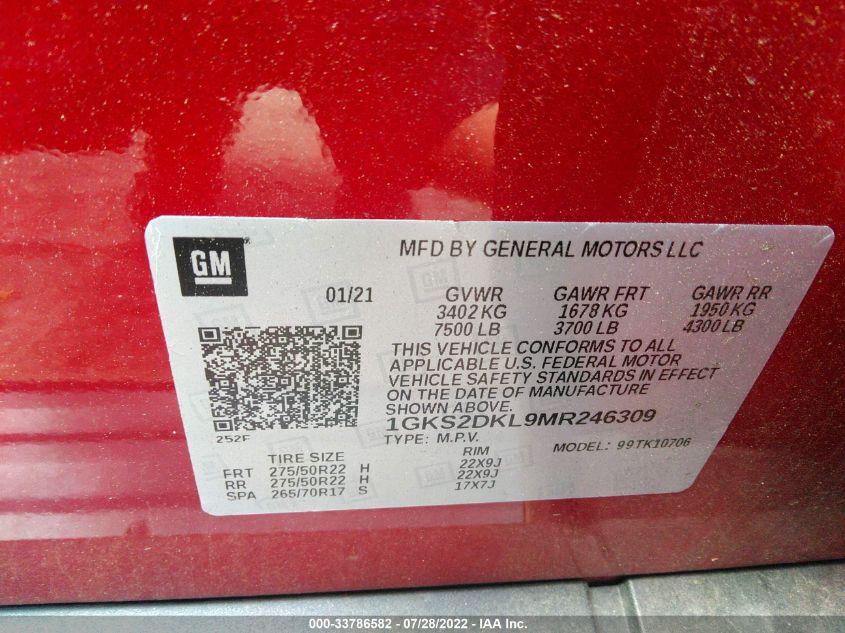 GM
MFD BY GENERAL MOTORS LLC
01/21 GVWR GAWR FRT GAWR RR
3402 KG 1678 KG 1950 KG
7500 LB 3700 LB 4300 LB
THIS VEHICLE CONFORMS TO ALL
APPLICABLE U.S. FEDERAL MOTOR
VEHICLE SAFETY STANDARDS IN EFFECT
ON THE DATE OF MANUFACTURE
SHOWN ABOVE.
1GKS2DKL9MR246309
252F
TYPE: M.P.V. MODEL: 99TK10706
TIRE SIZE RIM
FRT 275/50R22 H 22X9J
RR 275/50R22 H 22X9J
SPA 265/70R17 S 17X7J
000-33786582 - 07/28/2022 - IAA Inc.